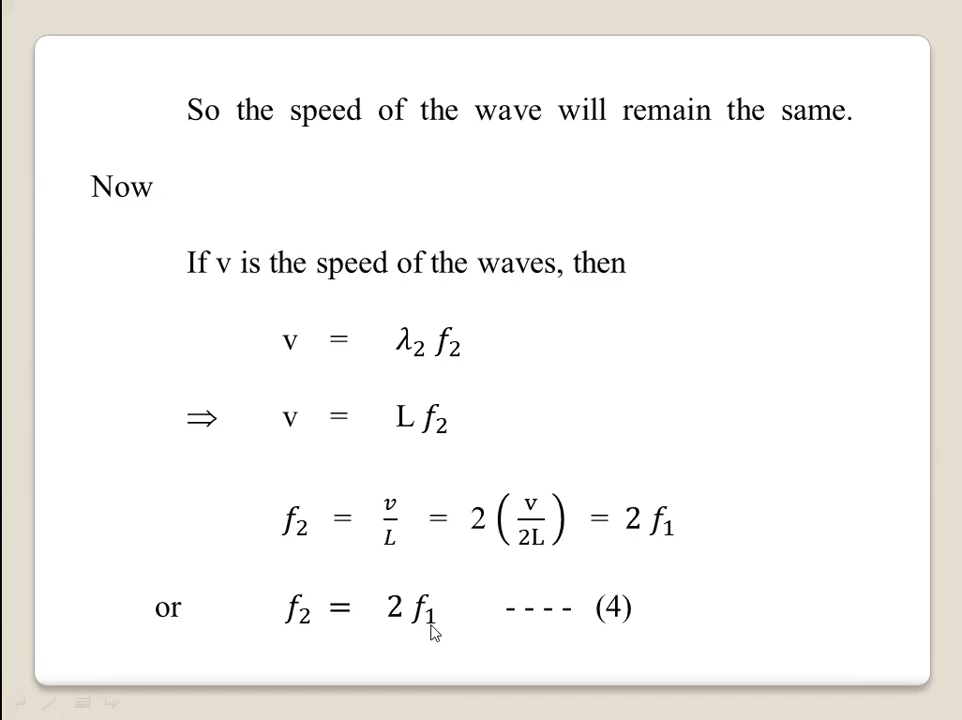 So the speed of the wave will remain the same.
Now
If v is the speed of the waves, then
v = λ₂ f₂
⇒ v = L f₂
f₂ = v/L = 2 (v/2L) = 2 f₁
or f₂ = 2 f₁ - - - - (4)